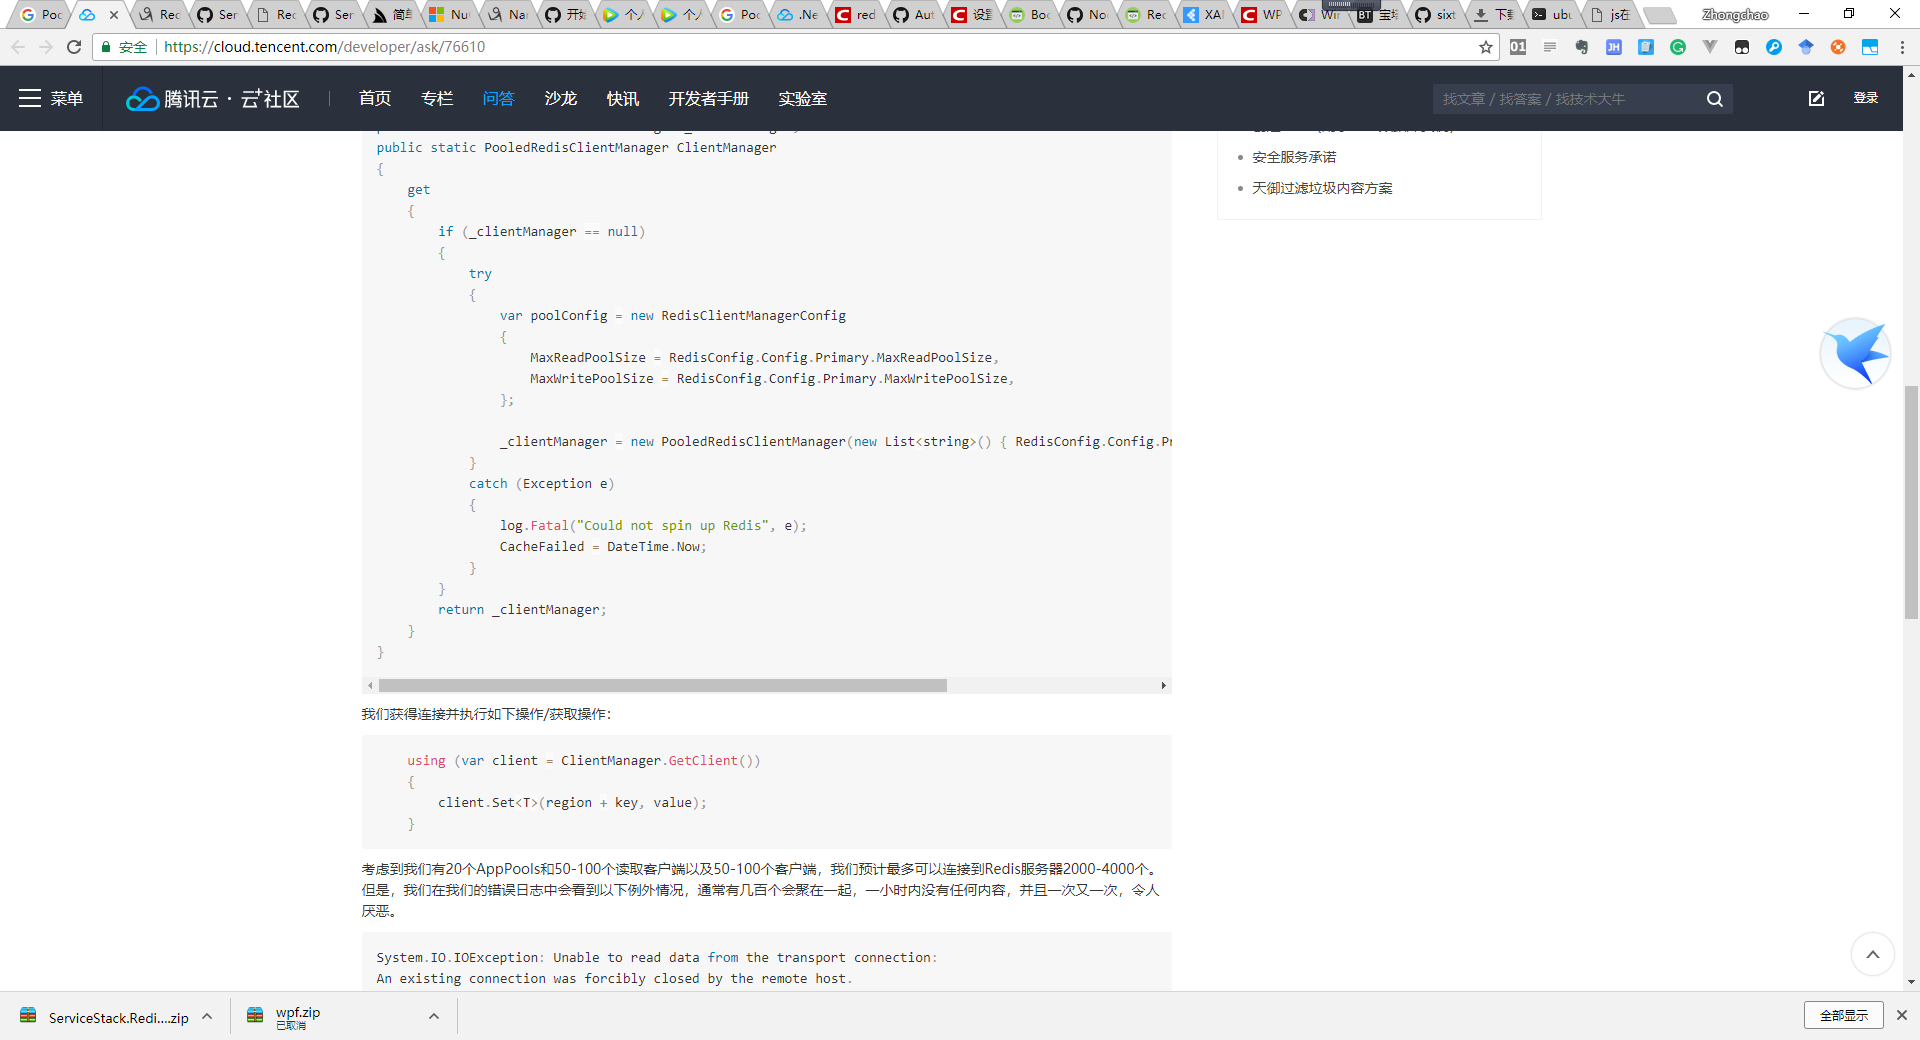 Poc
Rec
Ser
Rec
Ser
简单
Nu
Nar
开始
个人
个人
Poc
.Ne
red
Aut
设置
Boc
No
Rec
XA
WP
Win
BT 宝塔
sixt
下载
ubu
js在
Zhongchao
安全 https://cloud.tencent.com/developer/ask/76610
01
JH
菜单
腾讯云 · 云+社区
首页 专栏 问答 沙龙 快讯 开发者手册 实验室
找文章 / 找答案 / 找技术大牛
登录
public static PooledRedisClientManager ClientManager
{
get
{
if (_clientManager == null)
{
try
{
var poolConfig = new RedisClientManagerConfig
{
MaxReadPoolSize = RedisConfig.Config.Primary.MaxReadPoolSize,
MaxWritePoolSize = RedisConfig.Config.Primary.MaxWritePoolSize,
};
_clientManager = new PooledRedisClientManager(new List<string>() { RedisConfig.Config.Pr
}
catch (Exception e)
{
log.Fatal("Could not spin up Redis", e);
CacheFailed = DateTime.Now;
}
}
return _clientManager;
}
}
安全服务承诺
天御过滤垃圾内容方案
我们获得连接并执行如下操作/获取操作：
using (var client = ClientManager.GetClient())
{
client.Set<T>(region + key, value);
}
考虑到我们有20个AppPools和50-100个读取客户端以及50-100个客户端，我们预计最多可以连接到Redis服务器2000-4000个。
但是，我们在我们的错误日志中会看到以下例外情况，通常有几百个会聚在一起，一小时内没有任何内容，并且一次又一次，令人
厌恶。
System.IO.IOException: Unable to read data from the transport connection:
An existing connection was forcibly closed by the remote host.
ServiceStack.Redi....zip
wpf.zip
已取消
全部显示